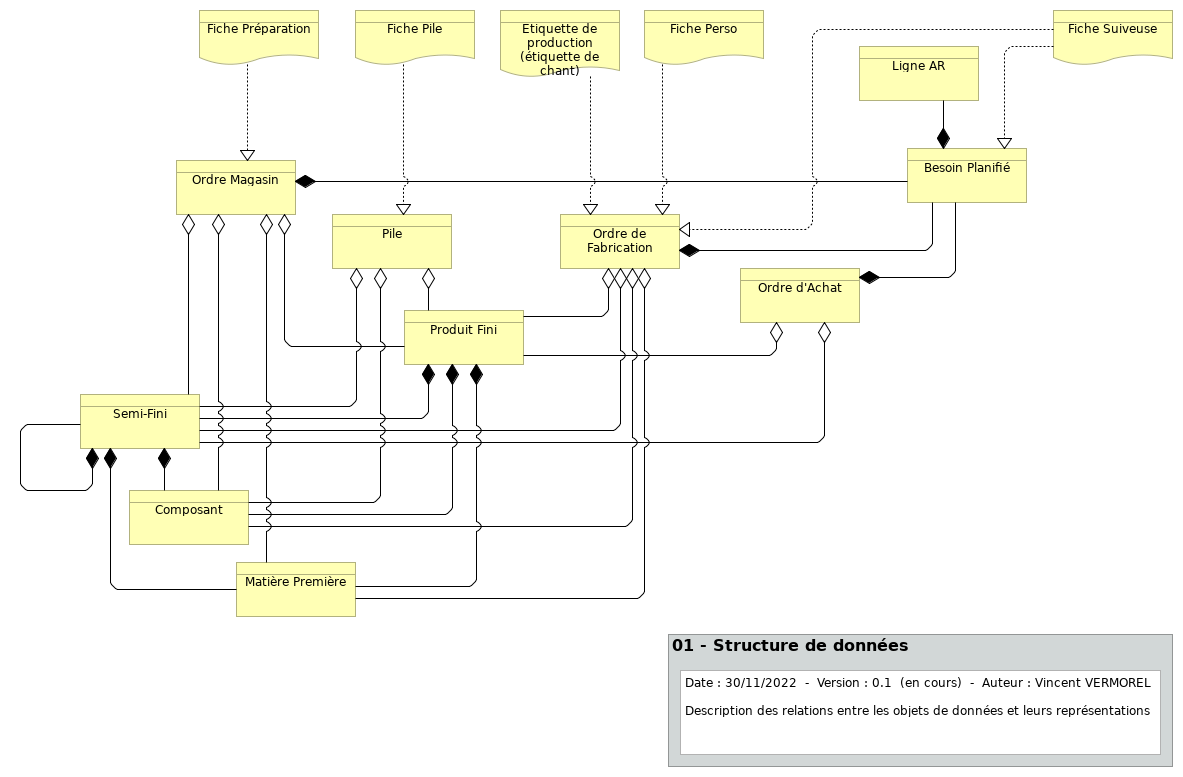 Fiche Préparation
Fiche Pile
Etiquette de
production
(étiquette de
chant)
Fiche Perso
Fiche Suiveuse
Ligne AR
Besoin Planifié
Ordre Magasin
Pile
Ordre de
Fabrication
Ordre d'Achat
Produit Fini
Semi-Fini
Composant
Matière Première
01 - Structure de données
Date : 30/11/2022 - Version : 0.1 (en cours) - Auteur : Vincent VERMOREL
Description des relations entre les objets de données et leurs représentations